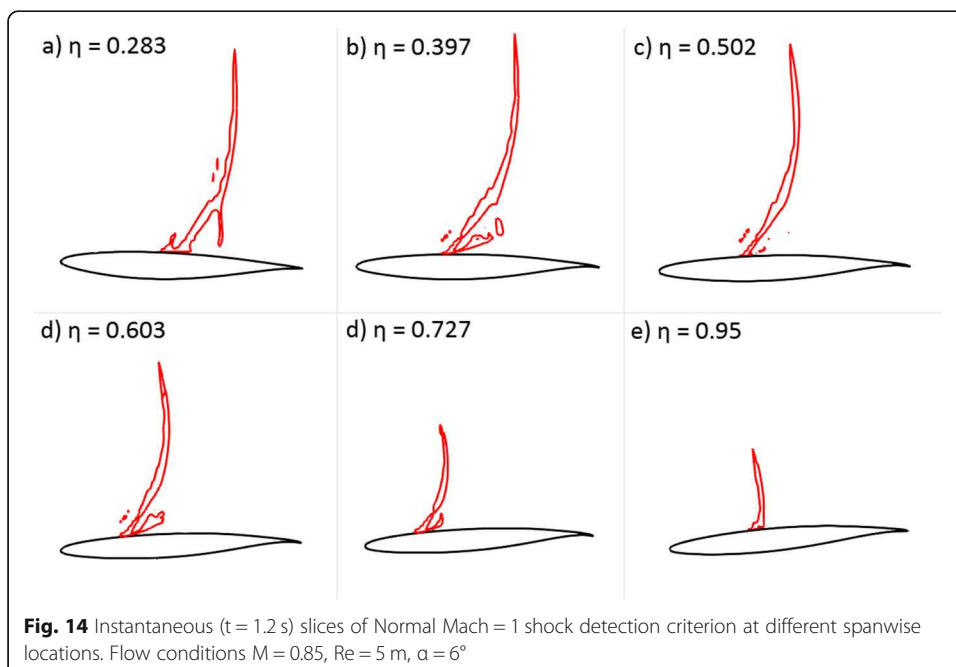 a) η = 0.283
b) η = 0.397
c) η = 0.502
d) η = 0.603
d) η = 0.727
e) η = 0.95
Fig. 14 Instantaneous (t = 1.2 s) slices of Normal Mach = 1 shock detection criterion at different spanwise
locations. Flow conditions M = 0.85, Re = 5 m, α = 6°